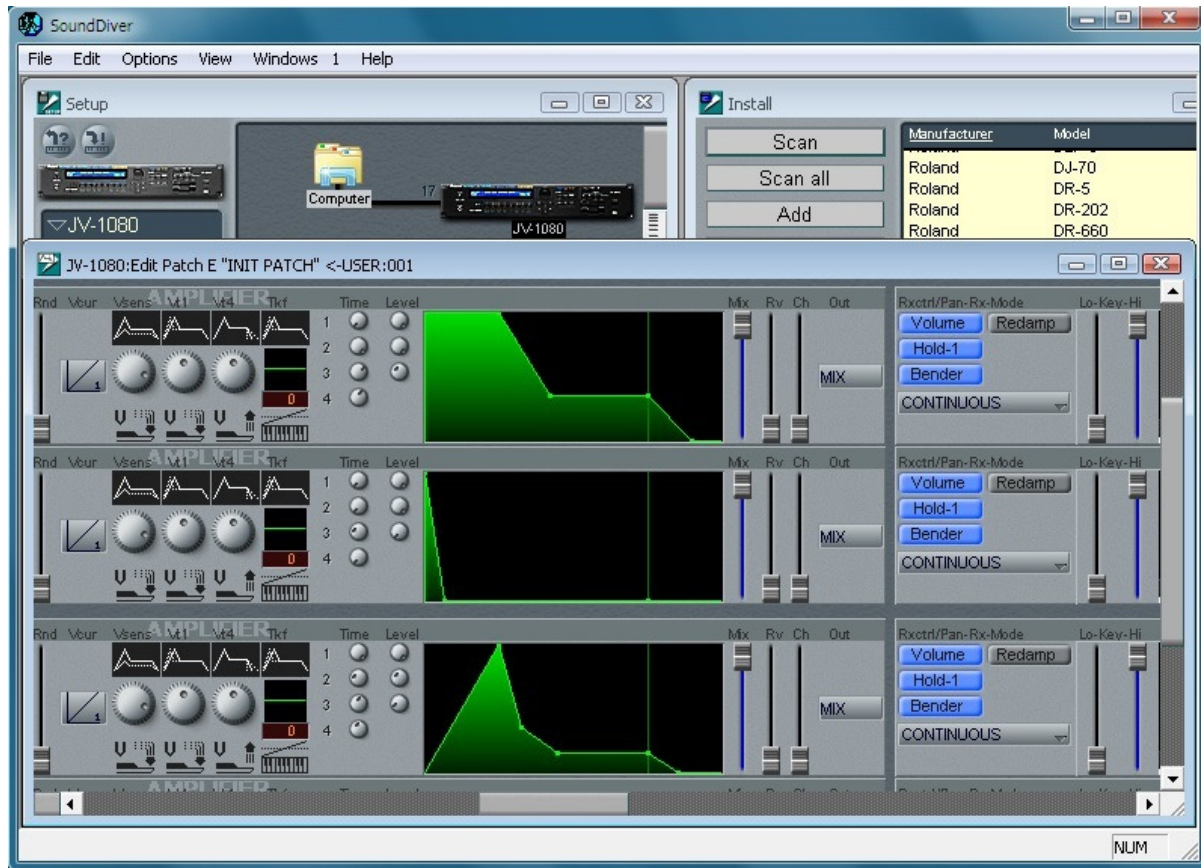 SoundDiver
File Edit Options View Windows 1 Help
Setup
Install
Scan
Scan all
Add
Manufacturer Model
Roland DJ-70
Roland DR-5
Roland DR-202
Roland DR-660
Computer
17
JV-1080
JV-1080
JV-1080:Edit Patch E "INIT PATCH" <-USER:001
AMPLIFIER
Rnd Vcur Vsens Vt1 Vt4 Tkf Time Level Mix Rv Ch Out Rxctrl/Pan-Rx-Mode Lo-Key-Hi
1
2
3
4
1
0
MIX
Volume Redamp
Hold-1
Bender
CONTINUOUS
AMPLIFIER
Rnd Vcur Vsens Vt1 Vt4 Tkf Time Level Mix Rv Ch Out Rxctrl/Pan-Rx-Mode Lo-Key-Hi
1
2
3
4
1
0
MIX
Volume Redamp
Hold-1
Bender
CONTINUOUS
AMPLIFIER
Rnd Vcur Vsens Vt1 Vt4 Tkf Time Level Mix Rv Ch Out Rxctrl/Pan-Rx-Mode Lo-Key-Hi
1
2
3
4
1
0
MIX
Volume Redamp
Hold-1
Bender
CONTINUOUS
AMPLIFIER
NUM